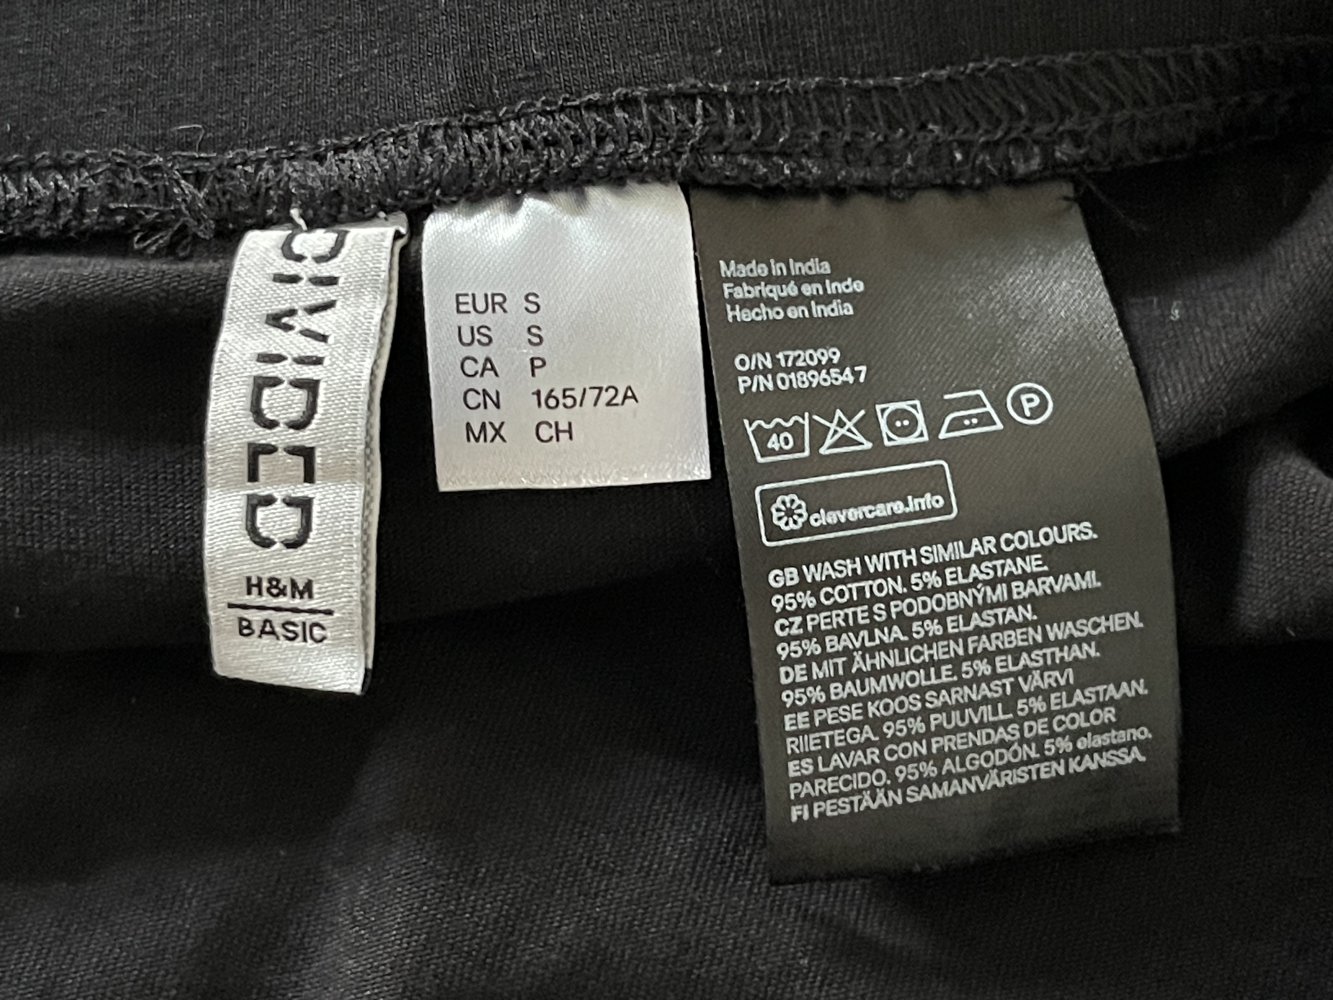 DIVIDED
H&M
BASIC
EUR S
US S
CA P
CN 165/72A
MX CH
Made in India
Fabriqué en Inde
Hecho en India
O/N 172099
P/N 01896547
40
P
clevercare.info
GB WASH WITH SIMILAR COLOURS.
95% COTTON. 5% ELASTANE.
CZ PERTE S PODOBNÝMI BARVAMI.
95% BAVLNA. 5% ELASTAN.
DE MIT ÄHNLICHEN FARBEN WASCHEN.
95% BAUMWOLLE. 5% ELASTHAN.
EE PESE KOOS SARNAST VÄRVI
RIIETEGA. 95% PUUVILL. 5% ELASTAAN.
ES LAVAR CON PRENDAS DE COLOR
PARECIDO. 95% ALGODÓN. 5% elastano.
FI PESTÄÄN SAMANVÄRISTEN KANSSA.